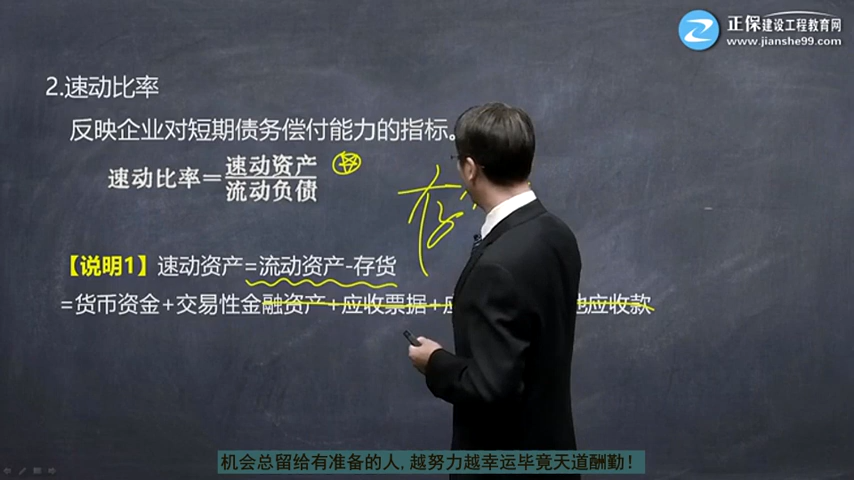 正保建设工程教育网
www.jianshe99.com
2.速动比率
反映企业对短期债务偿付能力的指标。
速动比率=速动资产
流动负债
存
【说明1】速动资产=流动资产-存货
=货币资金+交易性金融资产+应收票据+应 他应收款
机会总留给有准备的人,越努力越幸运毕竟天道酬勤！